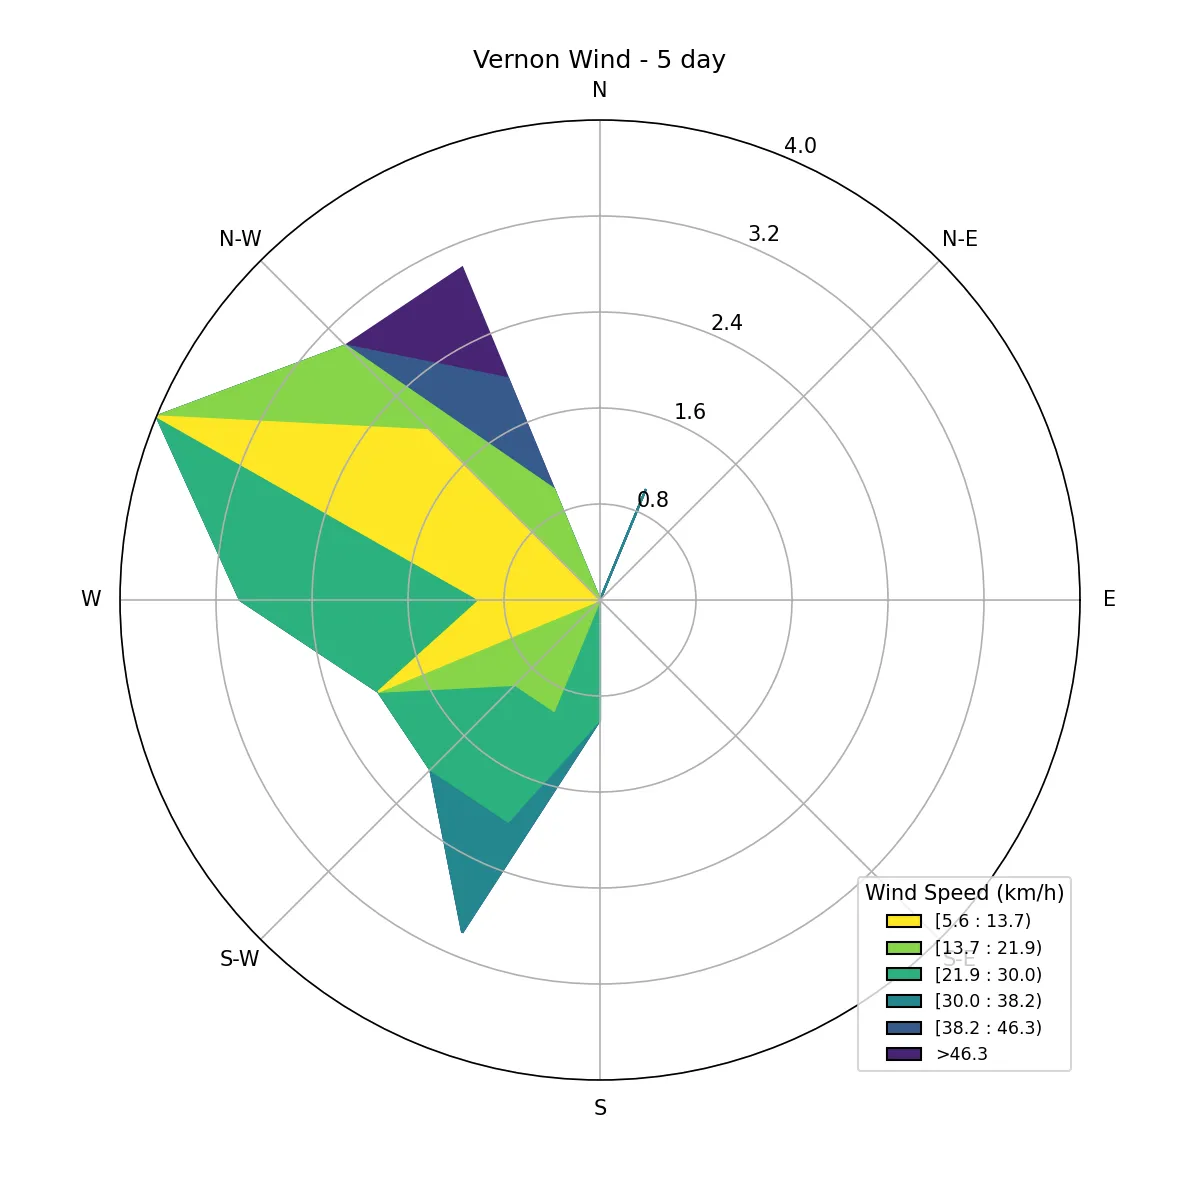 Vernon Wind - 5 day
N
4.0
N-W
3.2
N-E
2.4
1.6
0.8
W
E
Wind Speed (km/h)
[5.6 : 13.7)
[13.7 : 21.9)
S-W
S-E
[21.9 : 30.0)
[30.0 : 38.2)
[38.2 : 46.3)
>46.3
S